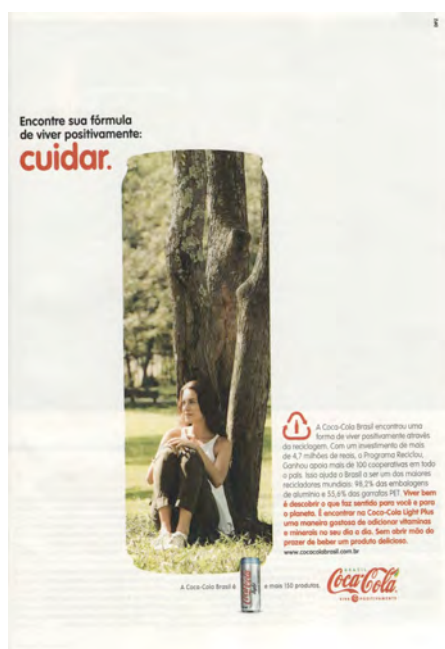 Encontre sua fórmula
de viver positivamente:
cuidar.
A Coca-Cola Brasil encontrou uma
forma de viver positivamente através
da reciclagem. Com um investimento de mais
de 4,7 milhões de reais, o Programa Reciclou,
Ganhou apoia mais de 100 cooperativas em todo
o país. Isso ajuda o Brasil a ser um dos maiores
recicladores mundiais: 98,2% das embalagens
de alumínio e 55,6% das garrafas PET. Viver bem
é descobrir o que faz sentido para você e para
o planeta. É encontrar na Coca-Cola Light Plus
uma maneira gostosa de adicionar vitaminas
e minerais no seu dia a dia. Sem abrir mão do
prazer de beber um produto delicioso.
www.cocacolabrasil.com.br
A Coca-Cola Brasil é
e mais 150 produtos.
BRASIL
Coca-Cola
VIVA POSITIVAMENTE